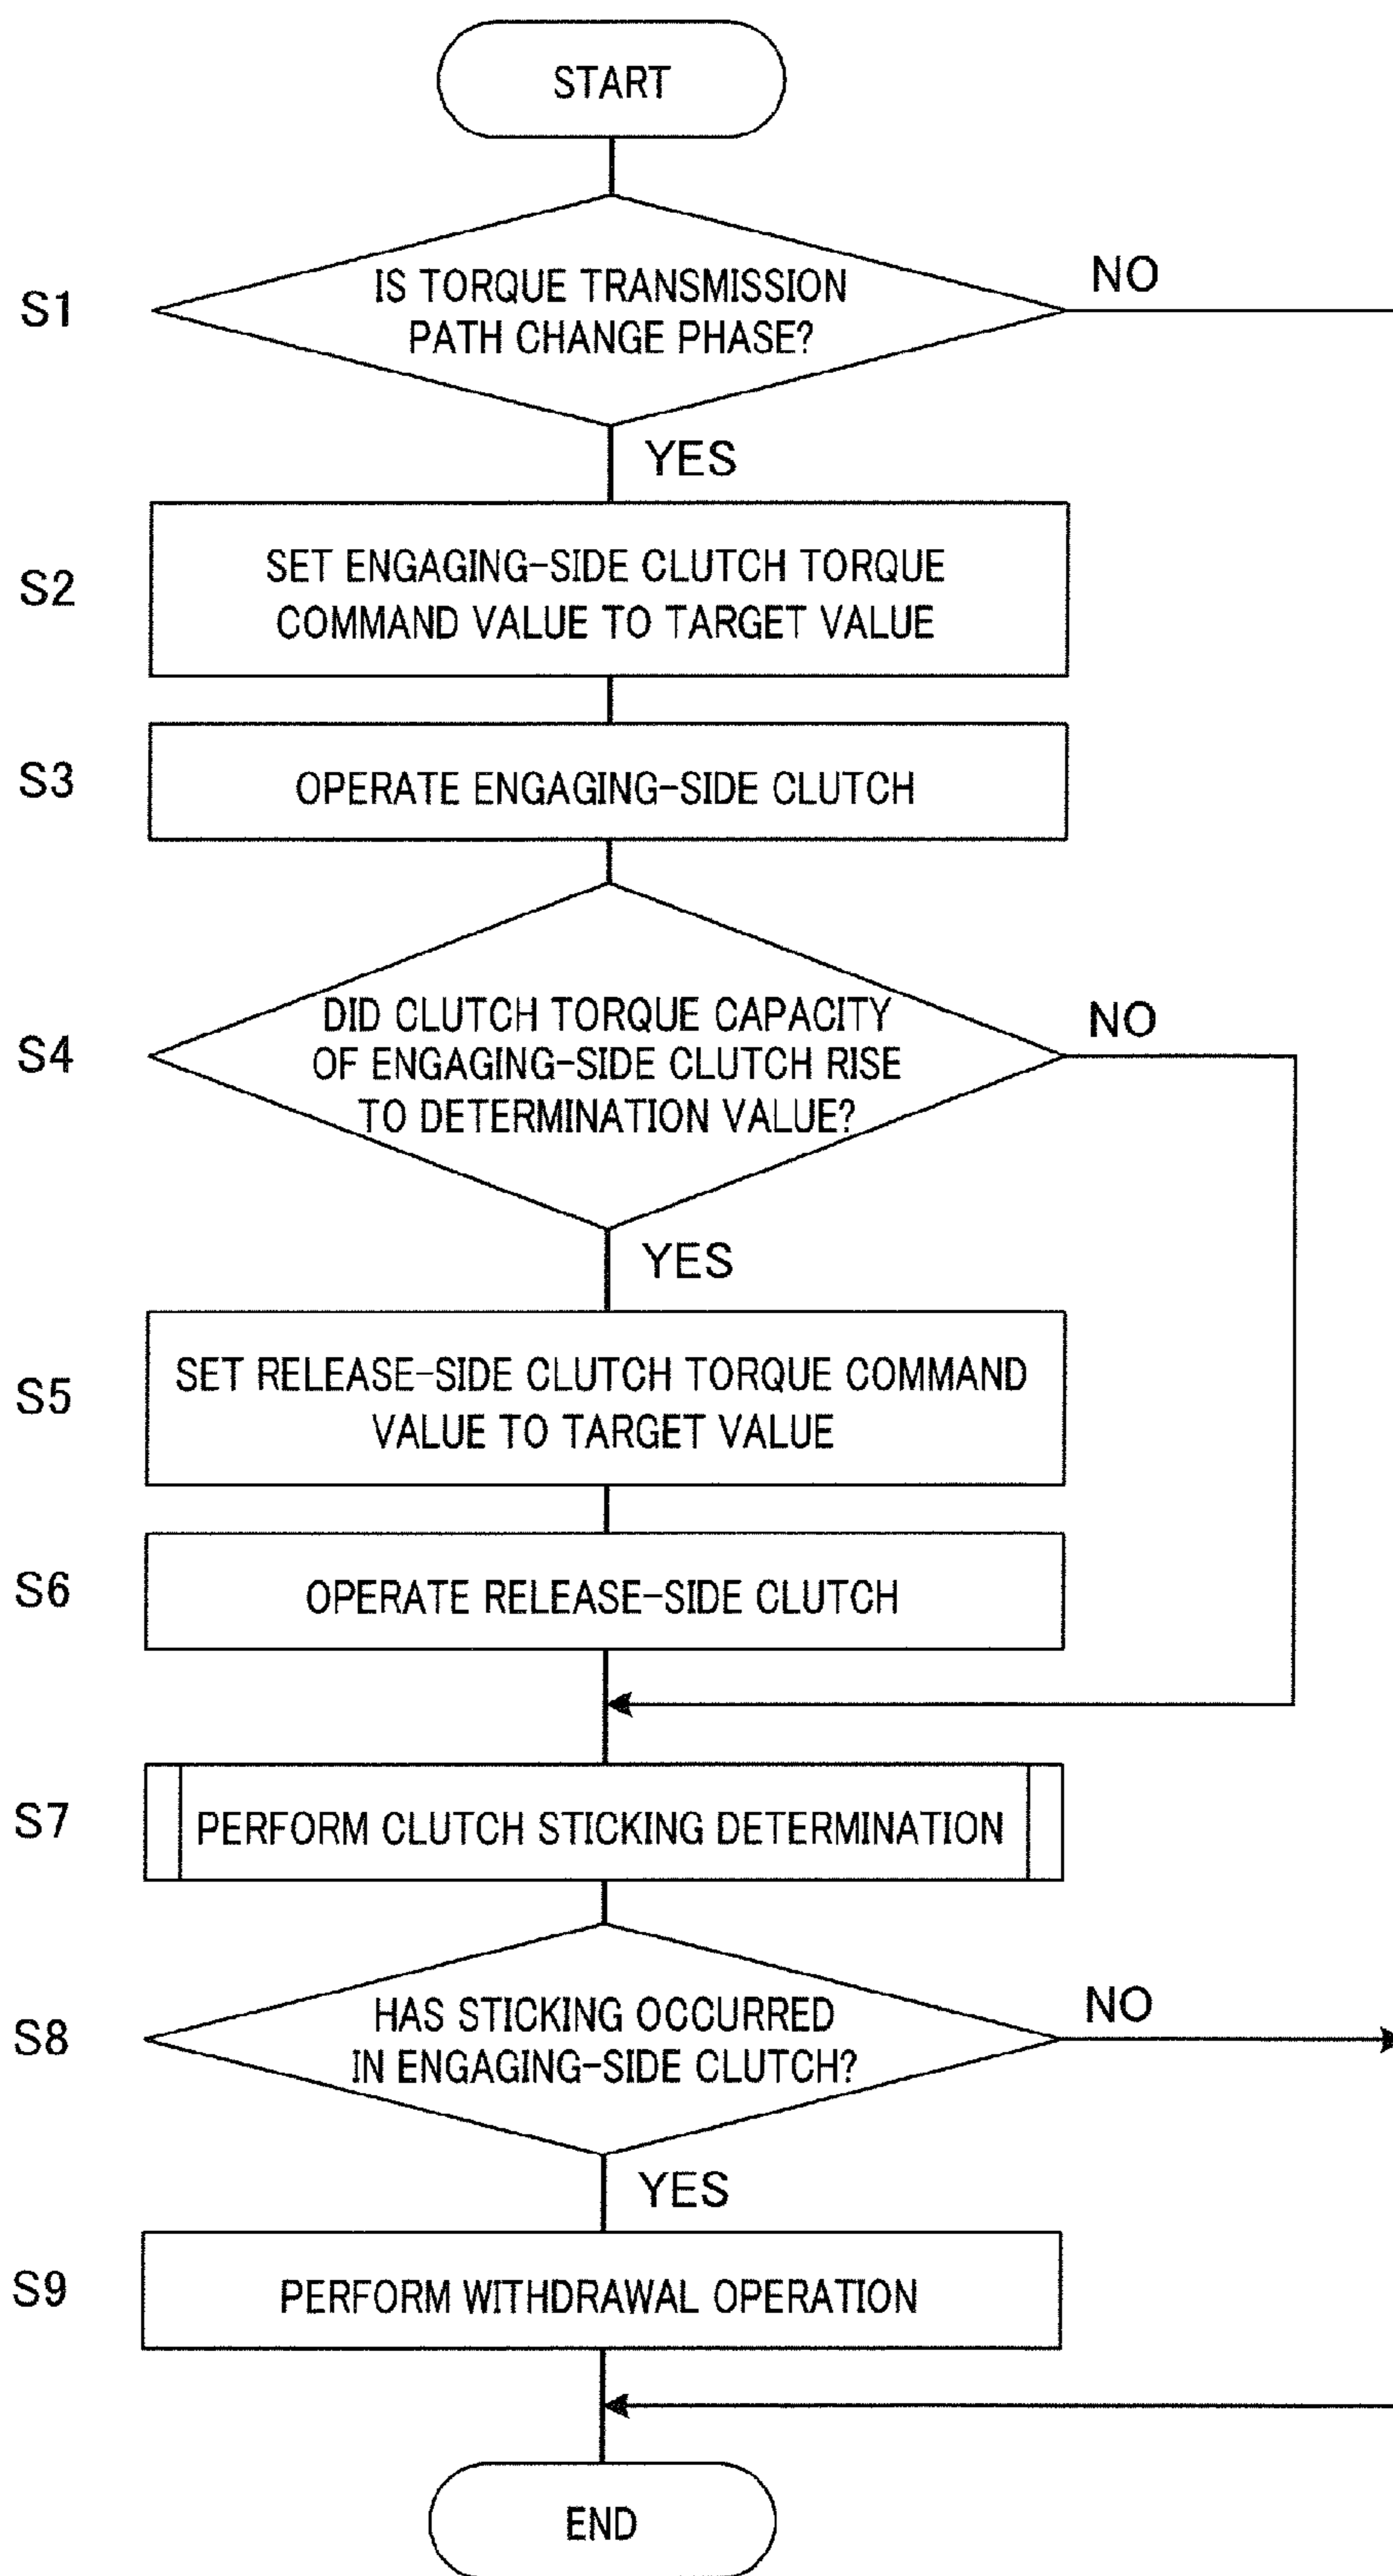 START
S1
IS TORQUE TRANSMISSION
PATH CHANGE PHASE?
NO
YES
S2
SET ENGAGING-SIDE CLUTCH TORQUE
COMMAND VALUE TO TARGET VALUE
S3
OPERATE ENGAGING-SIDE CLUTCH
S4
DID CLUTCH TORQUE CAPACITY
OF ENGAGING-SIDE CLUTCH RISE
TO DETERMINATION VALUE?
NO
YES
S5
SET RELEASE-SIDE CLUTCH TORQUE COMMAND
VALUE TO TARGET VALUE
S6
OPERATE RELEASE-SIDE CLUTCH
S7
PERFORM CLUTCH STICKING DETERMINATION
S8
HAS STICKING OCCURRED
IN ENGAGING-SIDE CLUTCH?
NO
YES
S9
PERFORM WITHDRAWAL OPERATION
END